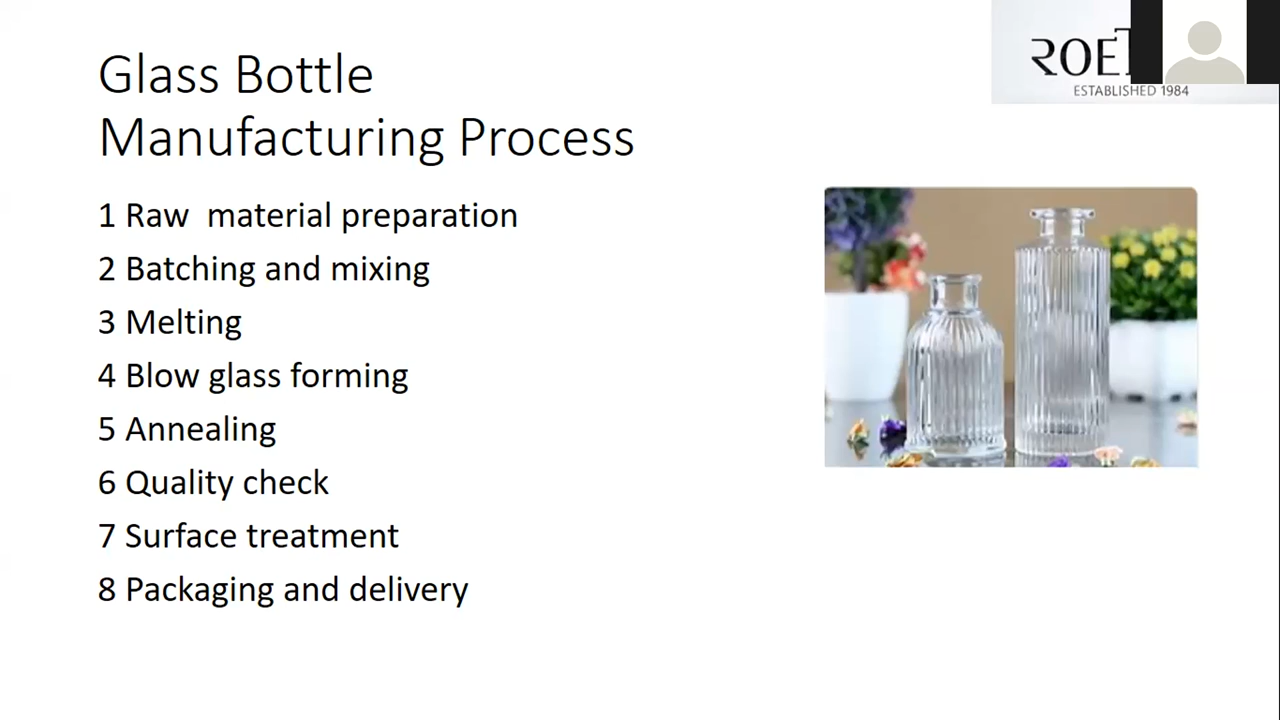 Glass Bottle
Manufacturing Process
1 Raw  material preparation
2 Batching and mixing
3 Melting
4 Blow glass forming
5 Annealing
6 Quality check
7 Surface treatment
8 Packaging and delivery
ESTABLISHED 1984